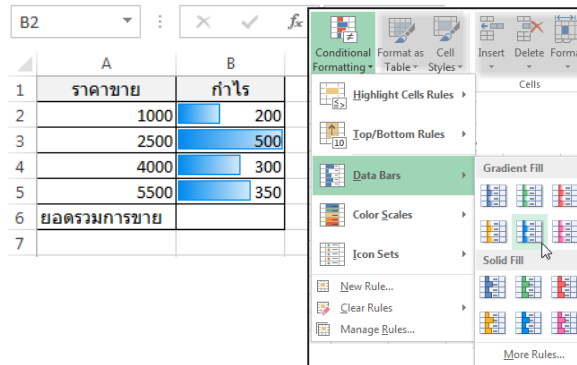 B2
fx
A B
1 ราคาขาย กำไร
2 1000 200
3 2500 500
4 4000 300
5 5500 350
6 ยอดรวมการขาย
7
Conditional Formatting
Format as Table
Cell Styles
Insert
Delete
Forma
Cells
Highlight Cells Rules
Top/Bottom Rules
10
Data Bars
Color Scales
Icon Sets
New Rule...
Clear Rules
Manage Rules...
Gradient Fill
Solid Fill
More Rules...